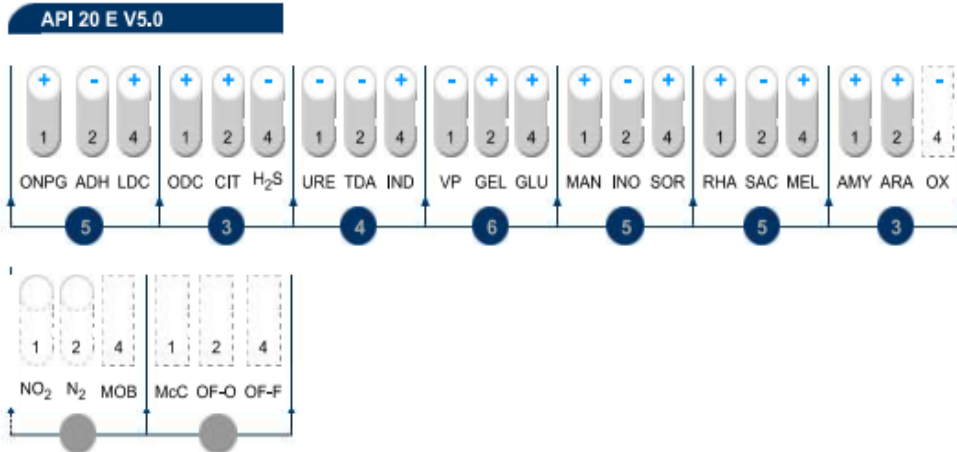 API 20 E V5.0
+ - + + + - - - + - + + + - + + - + + + -
1 2 4 1 2 4 1 2 4 1 2 4 1 2 4 1 2 4 1 2 4
ONPG ADH LDC ODC CIT H₂S URE TDA IND VP GEL GLU MAN INO SOR RHA SAC MEL AMY ARA OX
5 3 4 6 5 5 3
1 2 4 1 2 4
NO₂ N₂ MOB McC OF-O OF-F